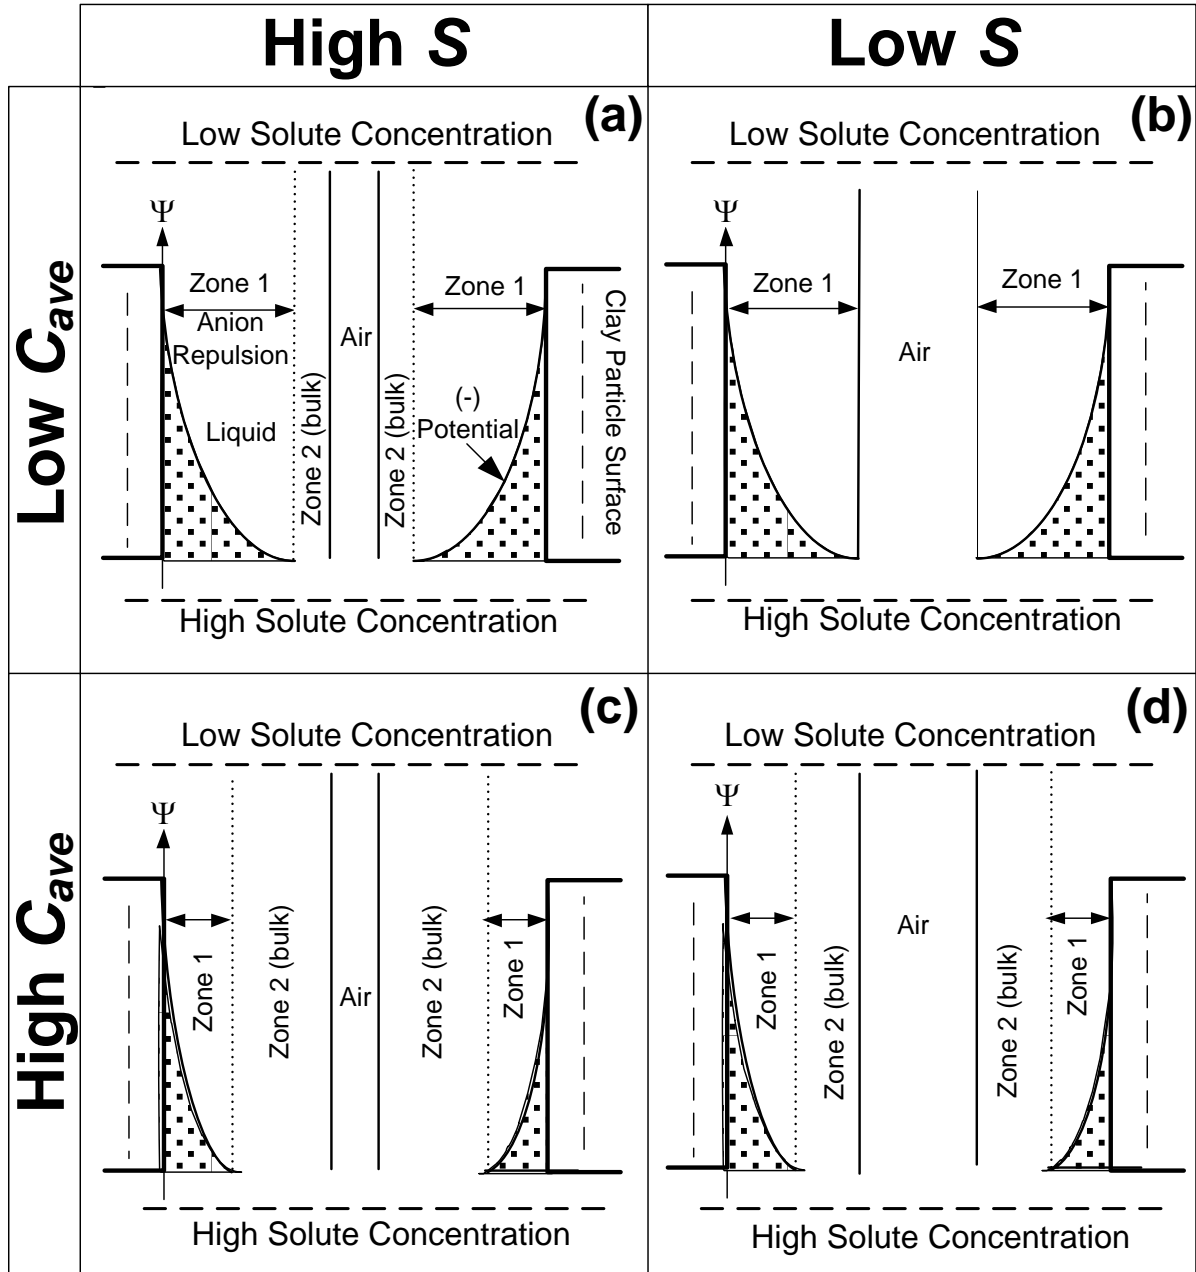 High S
Low S
Low Cave
High Cave
(a)
Low Solute Concentration
Ψ
Zone 1
Anion
Repulsion
Liquid
Zone 2 (bulk)
Air
Zone 2 (bulk)
Zone 1
(-)
Potential
Clay Particle Surface
High Solute Concentration
(b)
Low Solute Concentration
Ψ
Zone 1
Air
Zone 1
High Solute Concentration
(c)
Low Solute Concentration
Ψ
Zone 1
Zone 2 (bulk)
Air
Zone 2 (bulk)
Zone 1
High Solute Concentration
(d)
Low Solute Concentration
Ψ
Zone 1
Zone 2 (bulk)
Air
Zone 2 (bulk)
Zone 1
High Solute Concentration